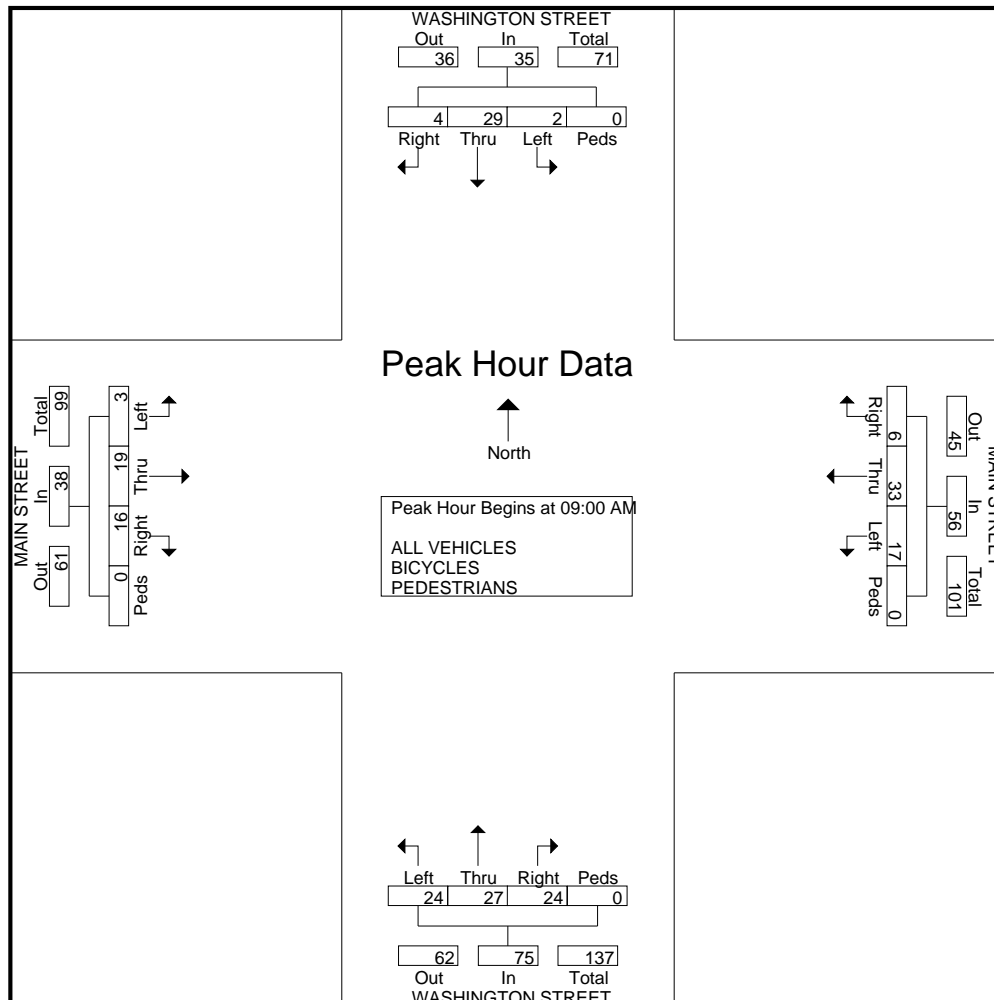 WASHINGTON STREET
Out In Total
36 35 71
4 29 2 0
Right Thru Left Peds
Peak Hour Data
North
Peak Hour Begins at 09:00 AM
ALL VEHICLES
BICYCLES
PEDESTRIANS
MAIN STREET
Out In Total
61 38 99
3 19 16 0
Left Thru Right Peds
Right Thru Left Peds
6 33 17 0
45 56 101
Out In Total
MAIN STREET
Left Thru Right Peds
24 27 24 0
62 75 137
Out In Total
WASHINGTON STREET